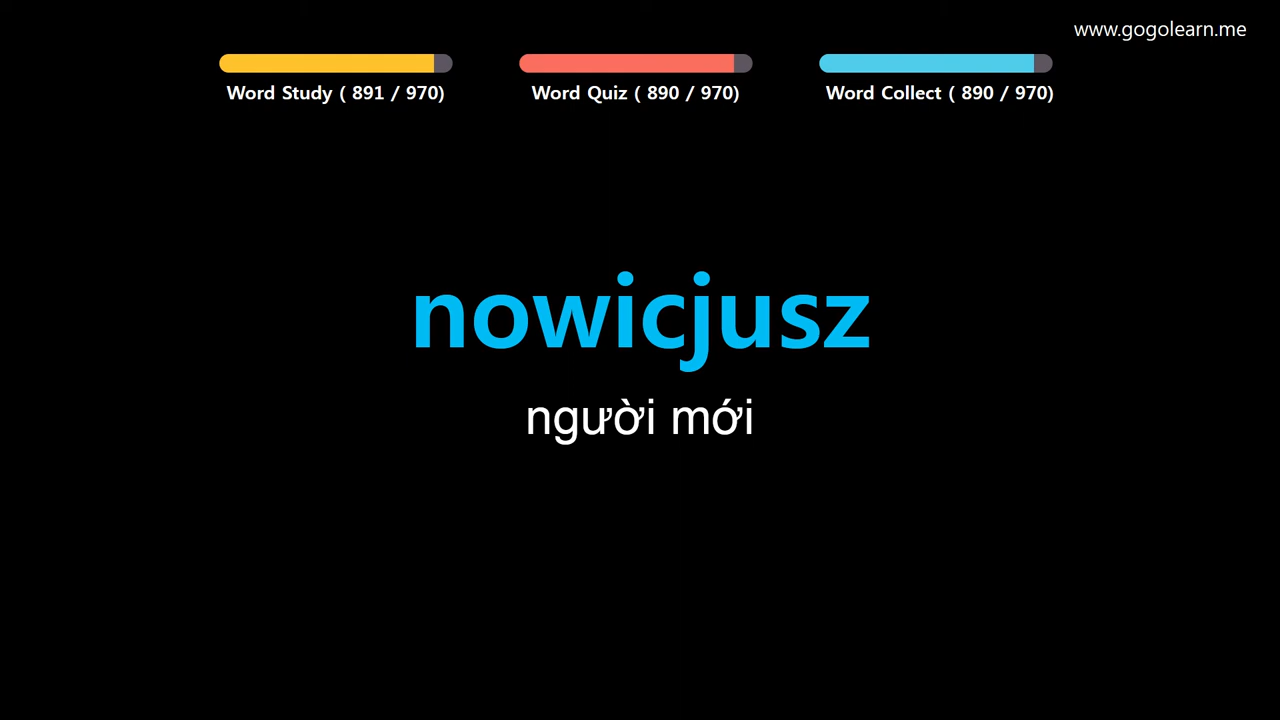 www.gogolearn.me
Word Study ( 891 / 970)
Word Quiz ( 890 / 970)
Word Collect ( 890 / 970)
nowicjusz
người mới